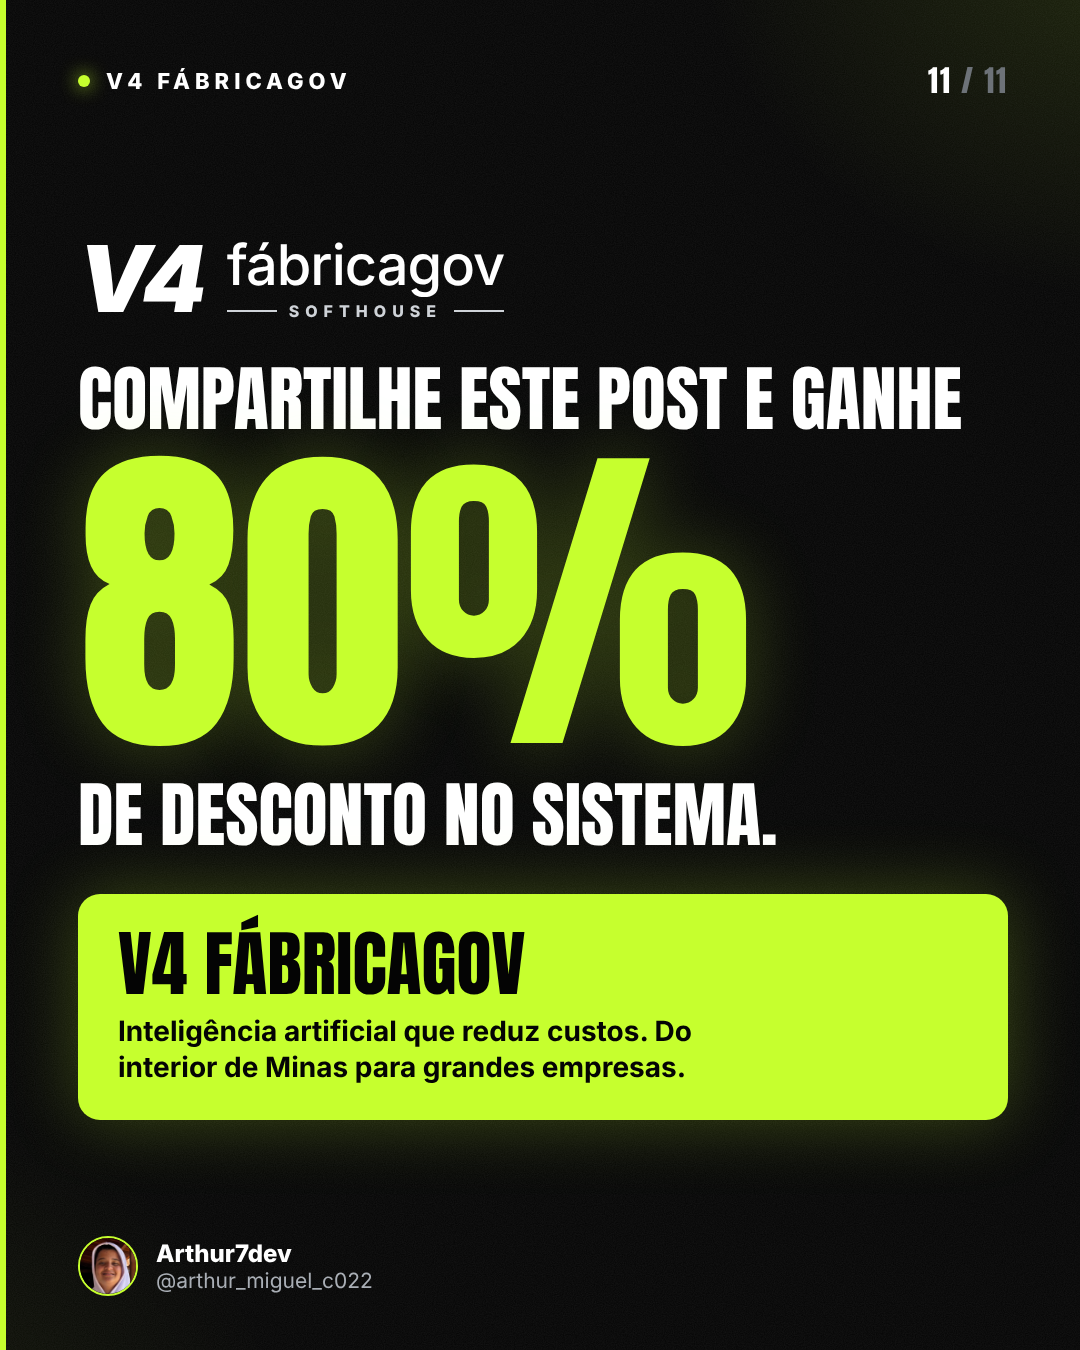 V4 FÁBRICAGOV
11 / 11
V4 fábricagov
SOFTHOUSE
COMPARTILHE ESTE POST E GANHE
80%
DE DESCONTO NO SISTEMA.
V4 FÁBRICAGOV
Inteligência artificial que reduz custos. Do
interior de Minas para grandes empresas.
Arthur7dev
@arthur_miguel_c022